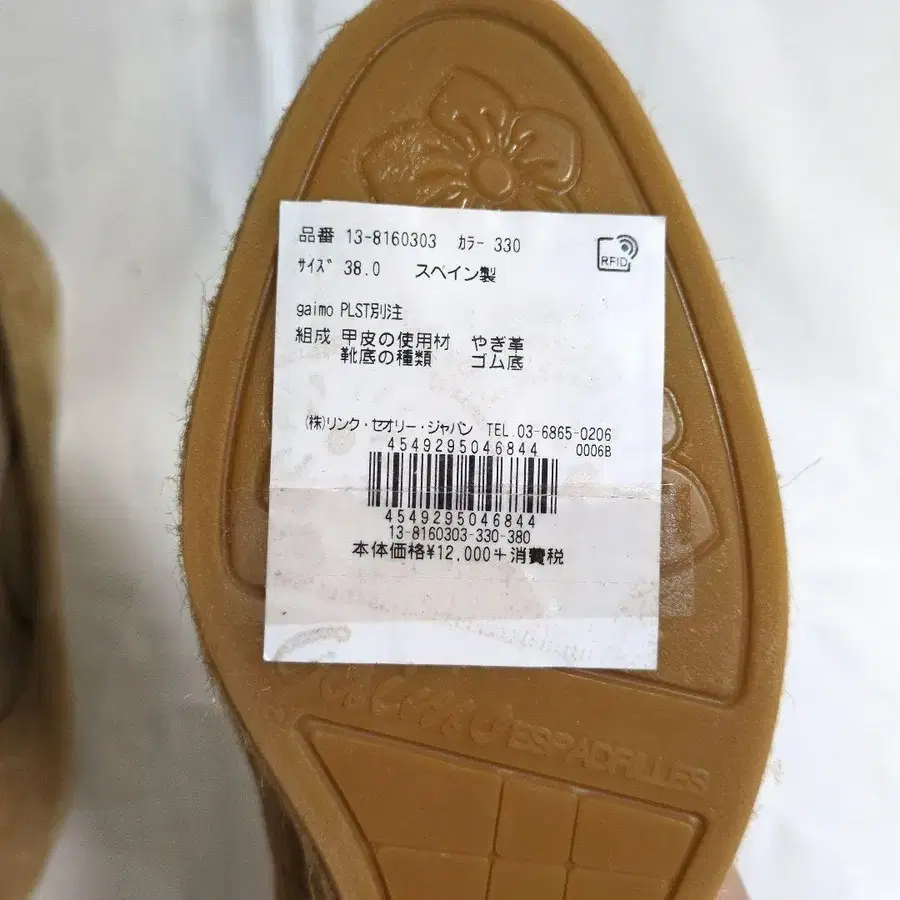 品番 13-8160303 ｶﾗｰ 330
ｻｲｽﾞ 38.0 スペイン製
RFID
gaimo PLST別注
組成 甲皮の使用材 やぎ革
靴底の種類 ゴム底
(株)リンク・セオリー・ジャパン TEL.03-6865-0206
4549295046844 0006B
4549295046844
13-8160303-330-380
本体価格¥12,000+消費税
ESPADRILLES